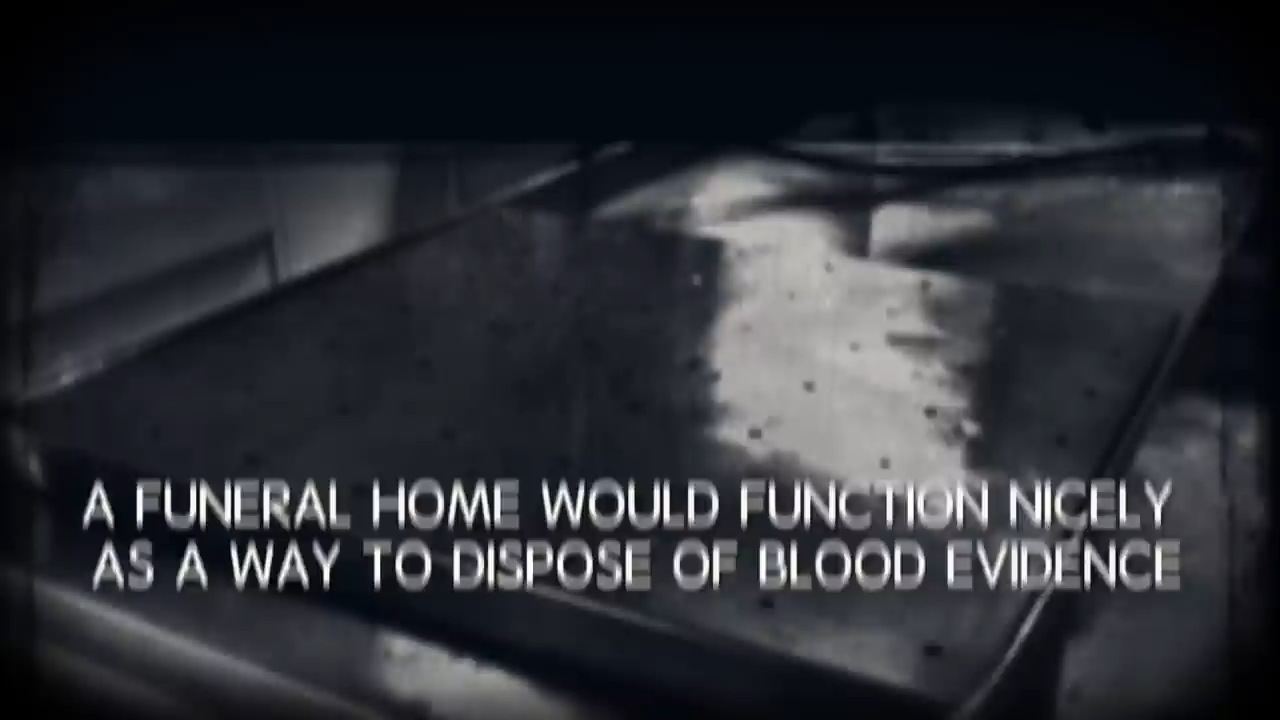 A FUNERAL HOME WOULD FUNCTION NICELY
AS A WAY TO DISPOSE OF BLOOD EVIDENCE